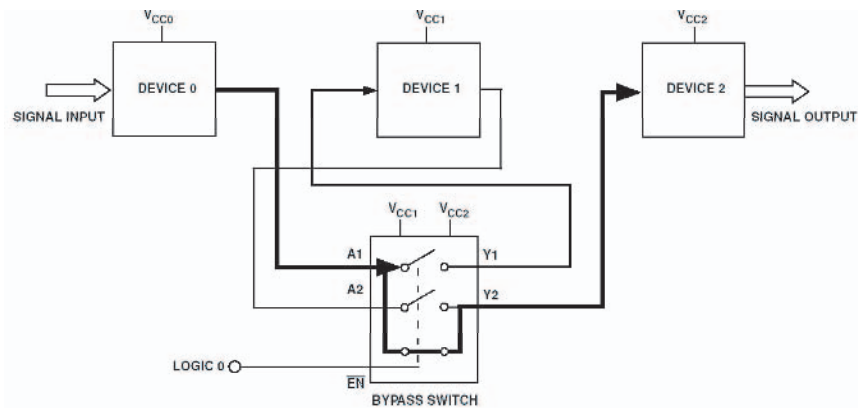 VCC0
VCC1
VCC2
DEVICE 0
DEVICE 1
DEVICE 2
SIGNAL INPUT
SIGNAL OUTPUT
VCC1
VCC2
A1
Y1
A2
Y2
LOGIC 0
EN
BYPASS SWITCH